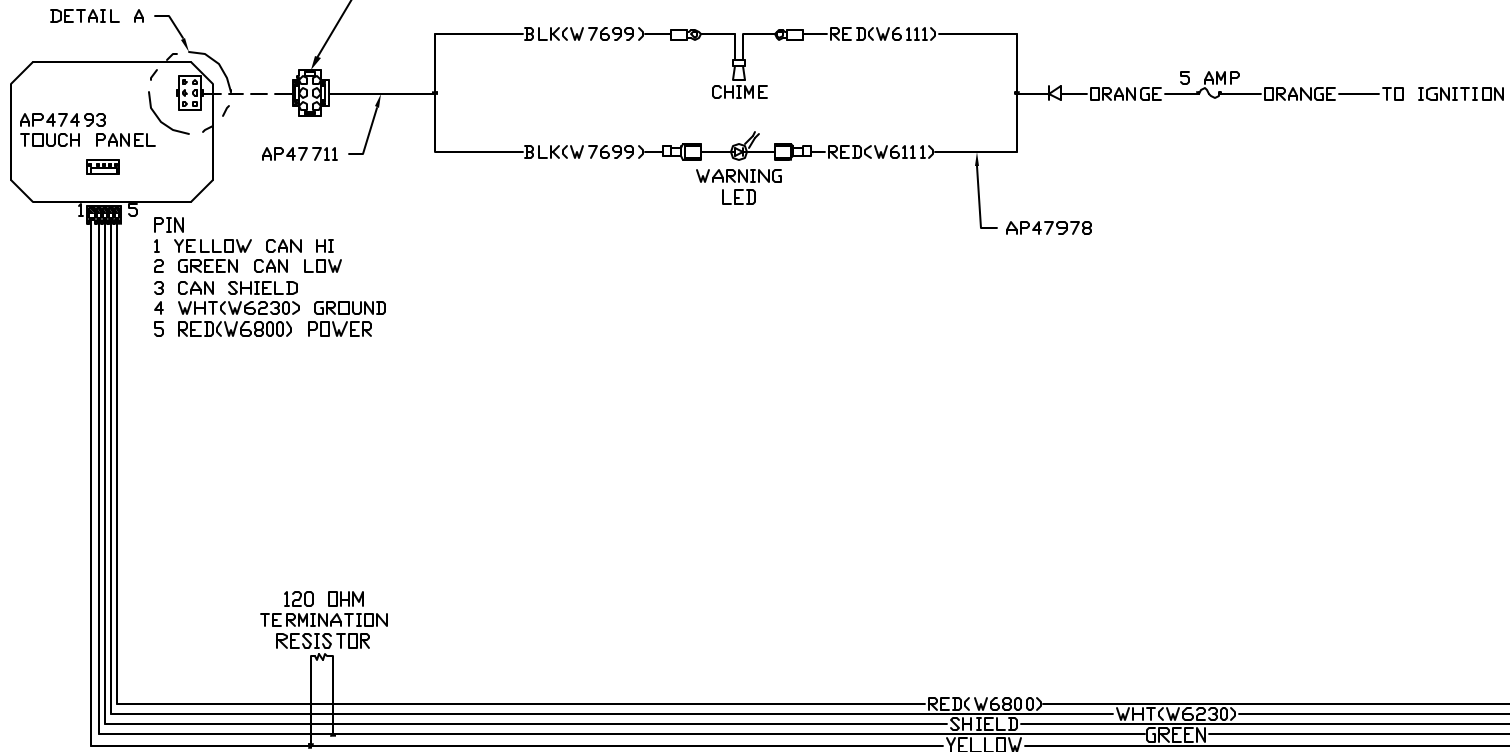 DETAIL A
BLK(W7699)
RED(W6111)
CHIME
5 AMP
ORANGE
ORANGE
TO IGNITION
AP47493
TOUCH PANEL
AP47711
BLK(W7699)
RED(W6111)
WARNING
LED
AP47978
1
5
PIN
1 YELLOW CAN HI
2 GREEN CAN LOW
3 CAN SHIELD
4 WHT(W6230) GROUND
5 RED(W6800) POWER
120 OHM
TERMINATION
RESISTOR
RED(W6800)
WHT(W6230)
SHIELD
GREEN
YELLOW